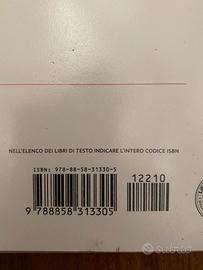 NELL'ELENCO DEI LIBRI DI TESTO INDICARE L'INTERO CODICE ISBN
ISBN: 978-88-58-31330-5
12210
9 788858 313305
subito